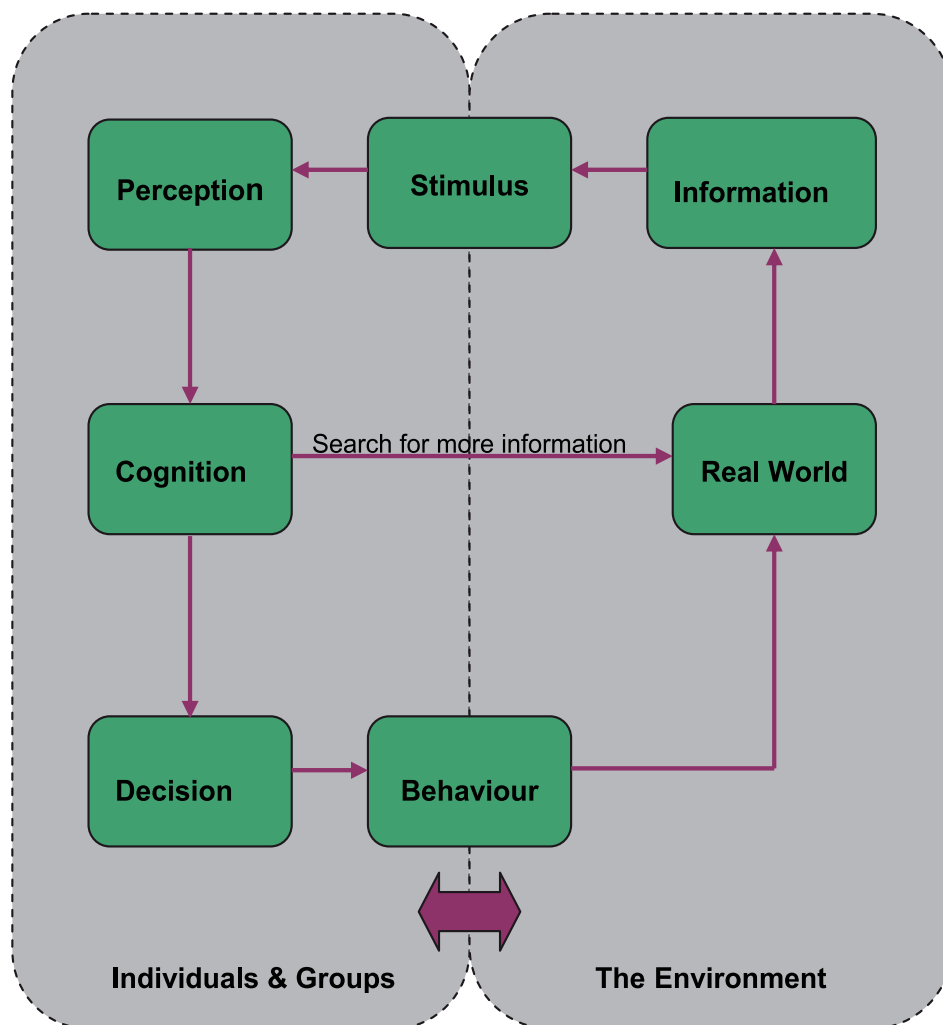 Perception
Stimulus
Information
Search for more information
Cognition
Real World
Decision
Behaviour
Individuals & Groups
The Environment